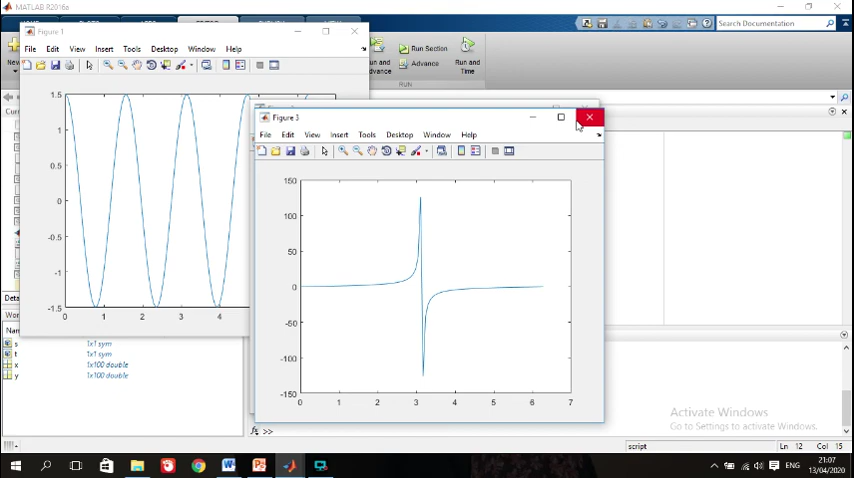 MATLAB R2016a
Search Documentation
Figure 1
File Edit View Insert Tools Desktop Window Help
New
Run Section
Advance
Run and
Time
RUN
Figure 3
File Edit View Insert Tools Desktop Window Help
1.5
1
0.5
0
-0.5
-1
-1.5
0 1 2 3 4
150
100
50
0
-50
-100
-150
0 1 2 3 4 5 6 7
s 1x1 sym
t 1x1 sym
x 1x100 double
y 1x100 double
fx >>
Activate Windows
Go to Settings to activate Windows.
script Ln 12 Col 15
ENG
21:07
13/04/2020